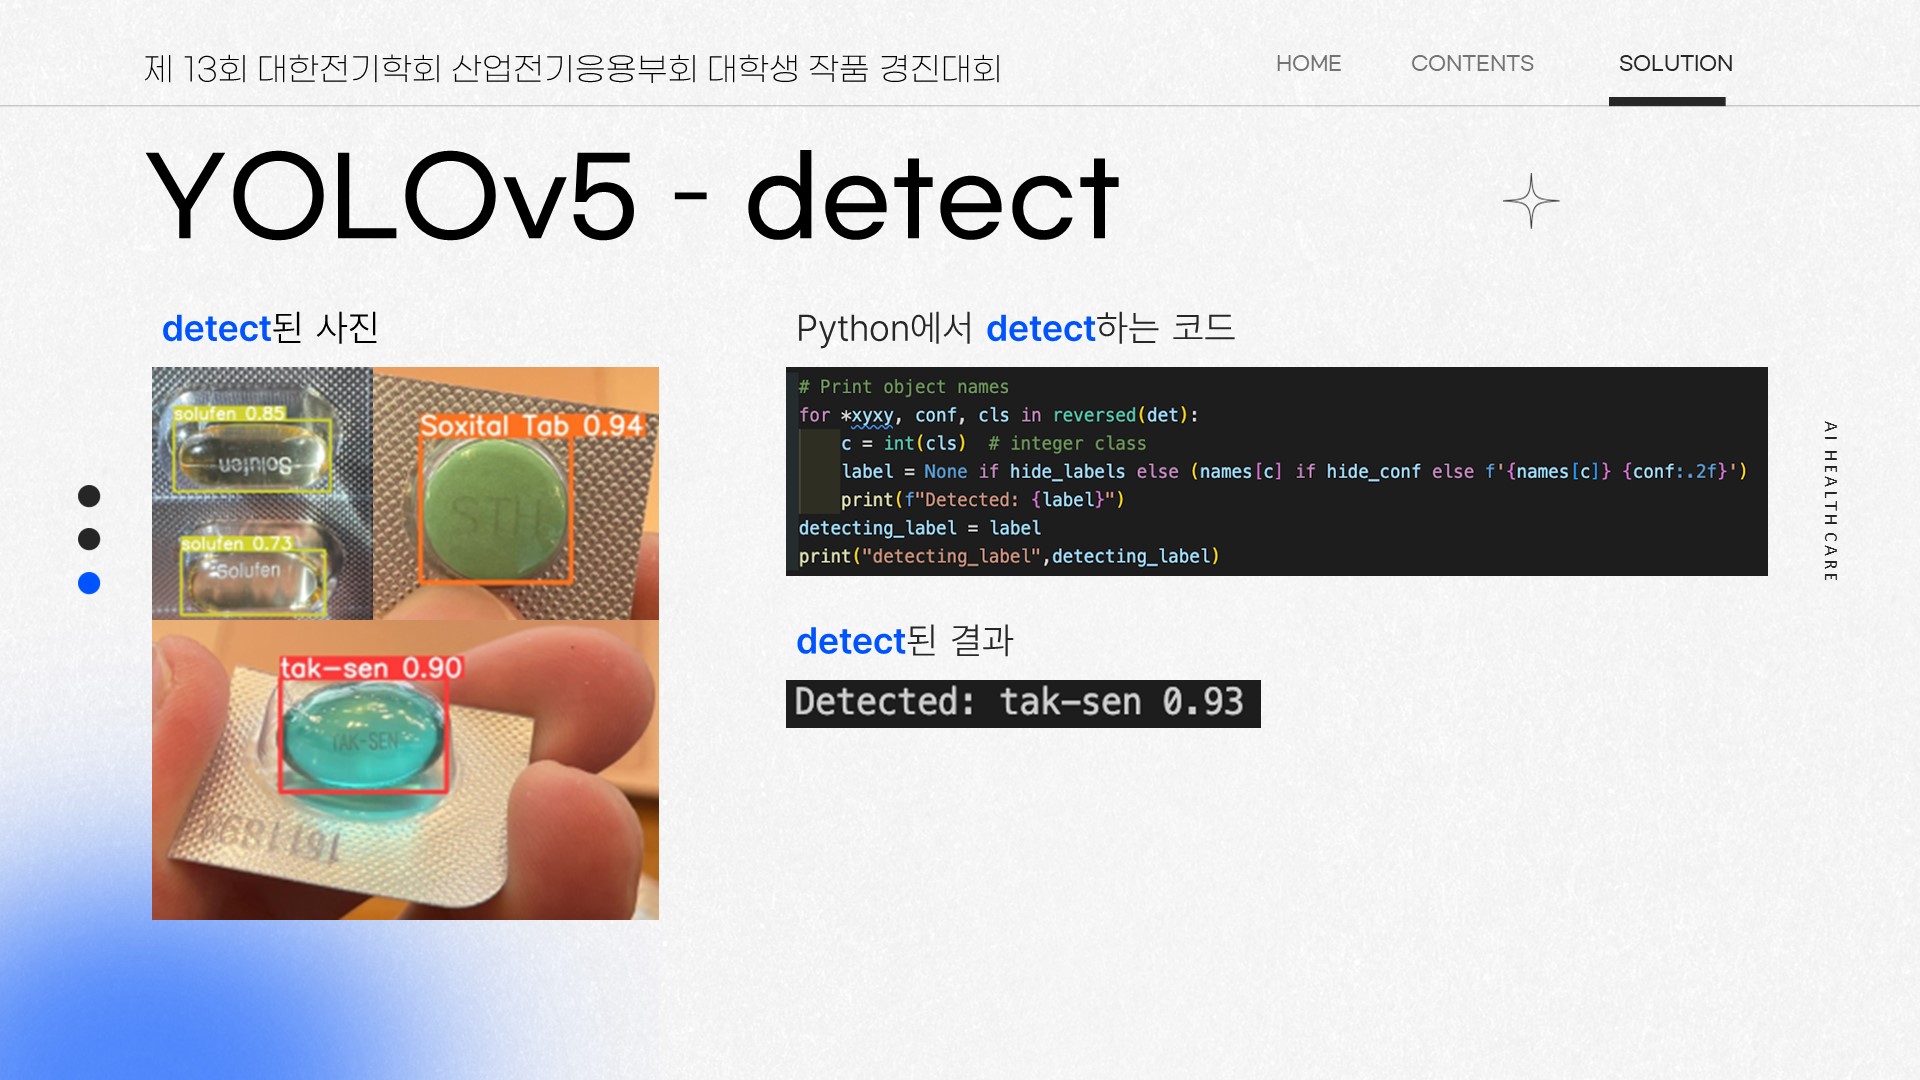 제 13회 대한전기학회 산업전기응용부회 대학생 작품 경진대회
HOME
CONTENTS
SOLUTION
YOLOv5 - detect
detect된 사진
solufen 0.85
Solufen
solufen 0.73
Solufen
Soxital Tab 0.94
STH
tak-sen 0.90
TAK-SEN
Python에서 detect하는 코드
# Print object names
for *xyxy, conf, cls in reversed(det):
    c = int(cls)  # integer class
    label = None if hide_labels else (names[c] if hide_conf else f'{names[c]} {conf:.2f}')
    print(f"Detected: {label}")
detecting_label = label
print("detecting_label",detecting_label)
detect된 결과
Detected: tak-sen 0.93
AI HEALTH CARE